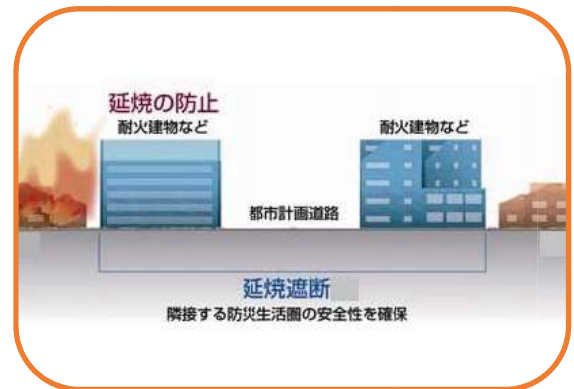 延焼の防止
耐火建物など
耐火建物など
都市計画道路
延焼遮断
隣接する防災生活圏の安全性を確保